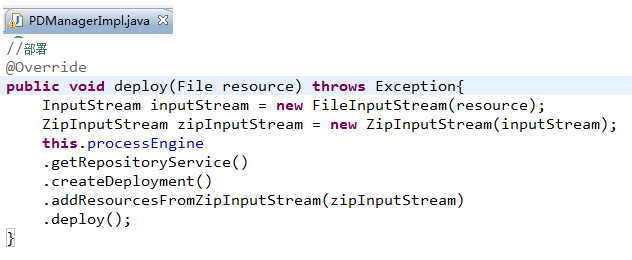 PDManagerImpl.java
//部署
@Override
public void deploy(File resource) throws Exception{
    InputStream inputStream = new FileInputStream(resource);
    ZipInputStream zipInputStream = new ZipInputStream(inputStream);
    this.processEngine
    .getRepositoryService()
    .createDeployment()
    .addResourcesFromZipInputStream(zipInputStream)
    .deploy();
}